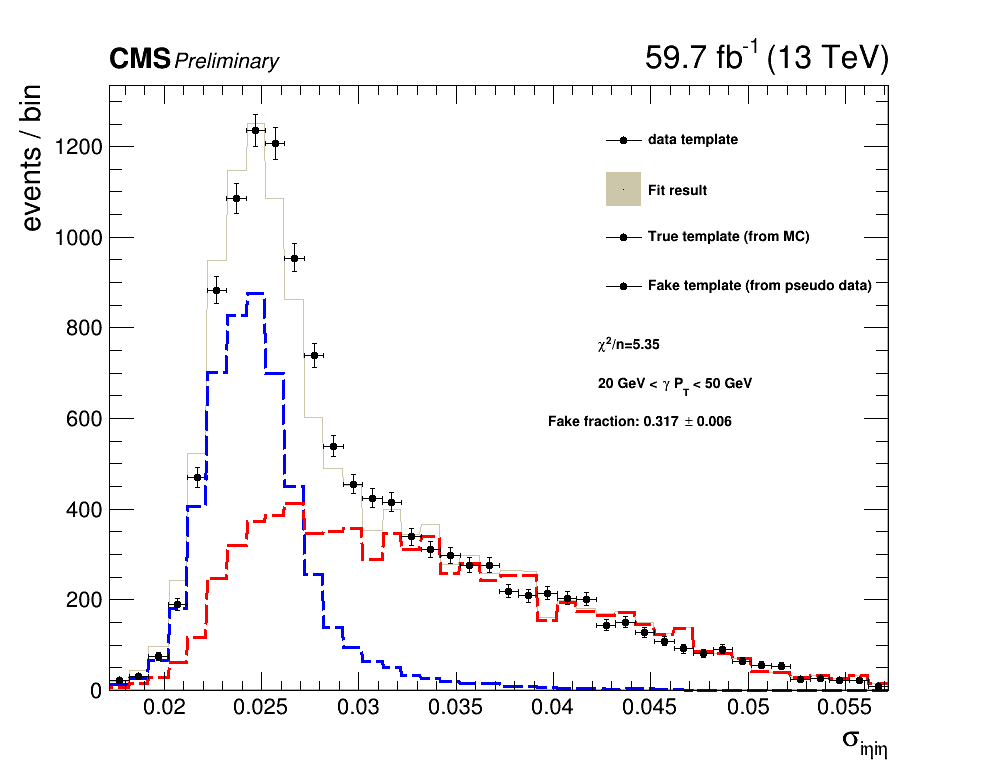 CMS Preliminary 59.7 fb⁻¹ (13 TeV)
events / bin
1200
1000
800
600
400
200
0
data template
Fit result
True template (from MC)
Fake template (from pseudo data)
χ²/n=5.35
20 GeV < γ P_T < 50 GeV
Fake fraction: 0.317 ± 0.006
0.02 0.025 0.03 0.035 0.04 0.045 0.05 0.055
σ_iηiη